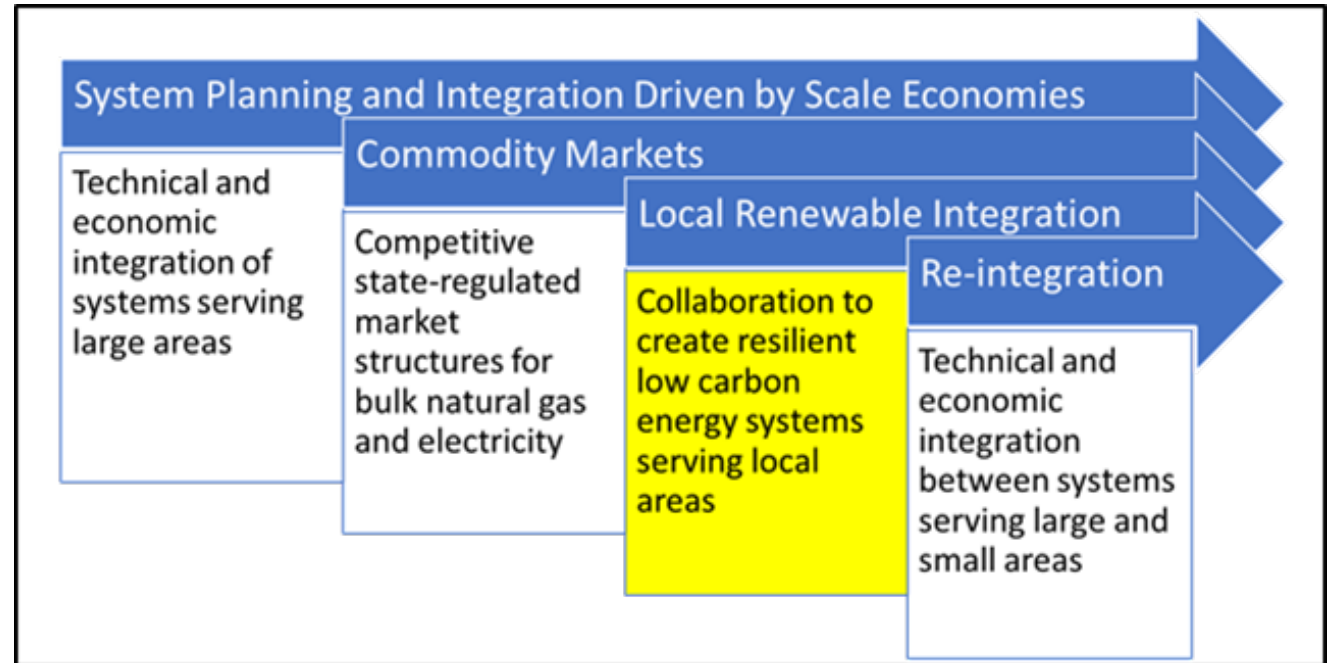 System Planning and Integration Driven by Scale Economies
Technical and
economic
integration of
systems serving
large areas
Commodity Markets
Competitive
state-regulated
market
structures for
bulk natural gas
and electricity
Local Renewable Integration
Collaboration to
create resilient
low carbon
energy systems
serving local
areas
Re-integration
Technical and
economic
integration
between systems
serving large and
small areas